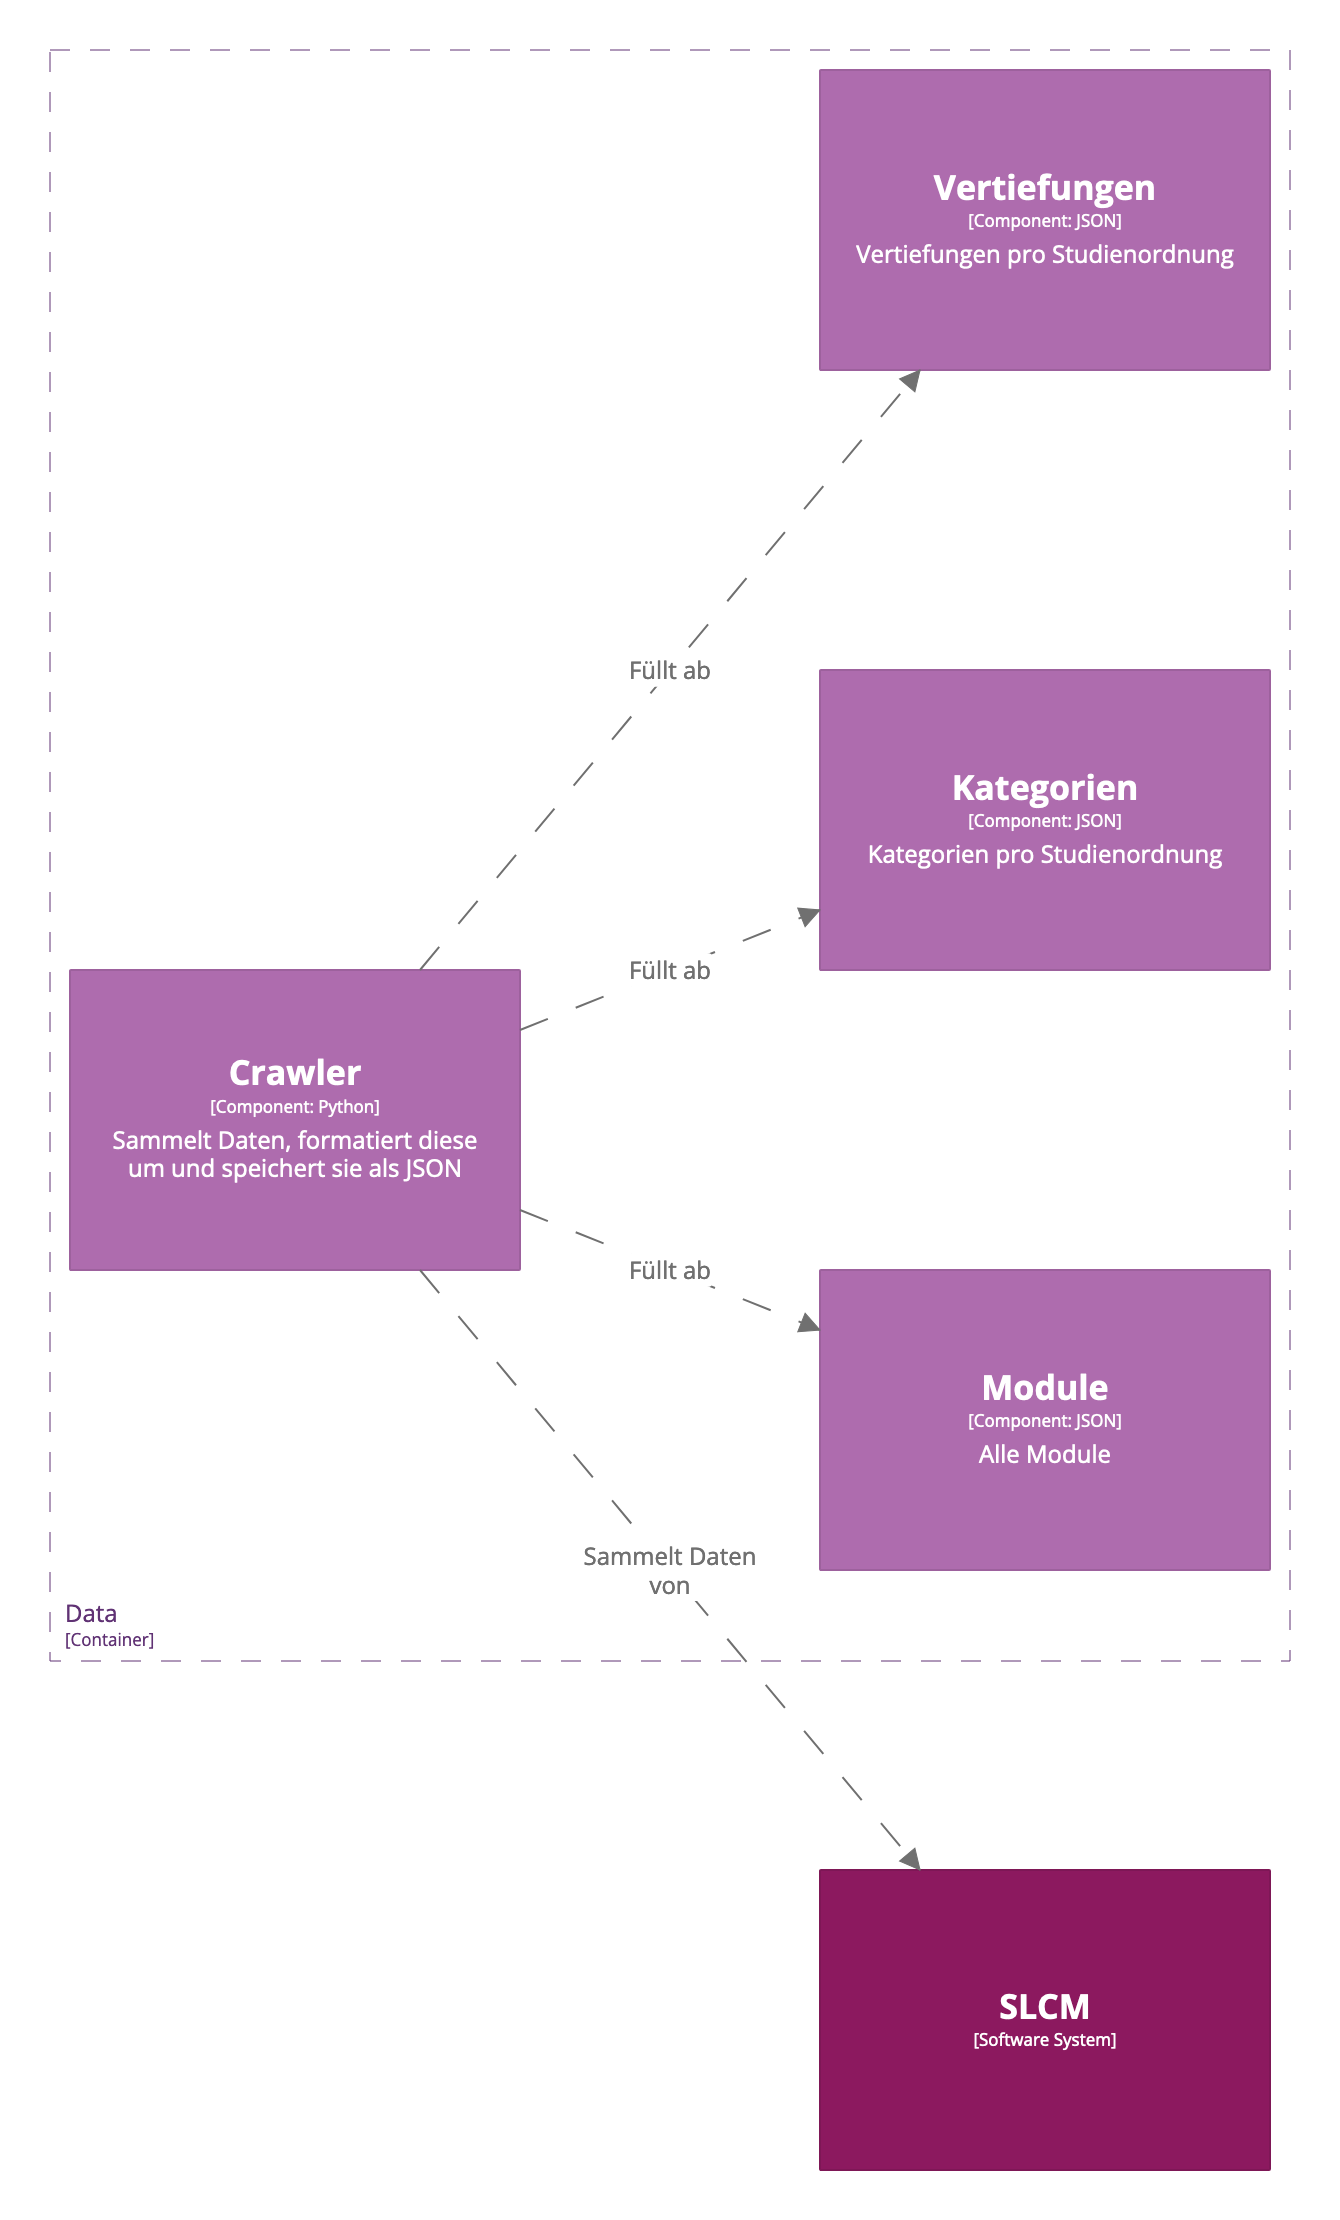 Vertiefungen
[Component: JSON]
Vertiefungen pro Studienordnung
Füllt ab
Kategorien
[Component: JSON]
Kategorien pro Studienordnung
Füllt ab
Crawler
[Component: Python]
Sammelt Daten, formatiert diese
um und speichert sie als JSON
Füllt ab
Module
[Component: JSON]
Alle Module
Sammelt Daten
von
Data
[Container]
SLCM
[Software System]